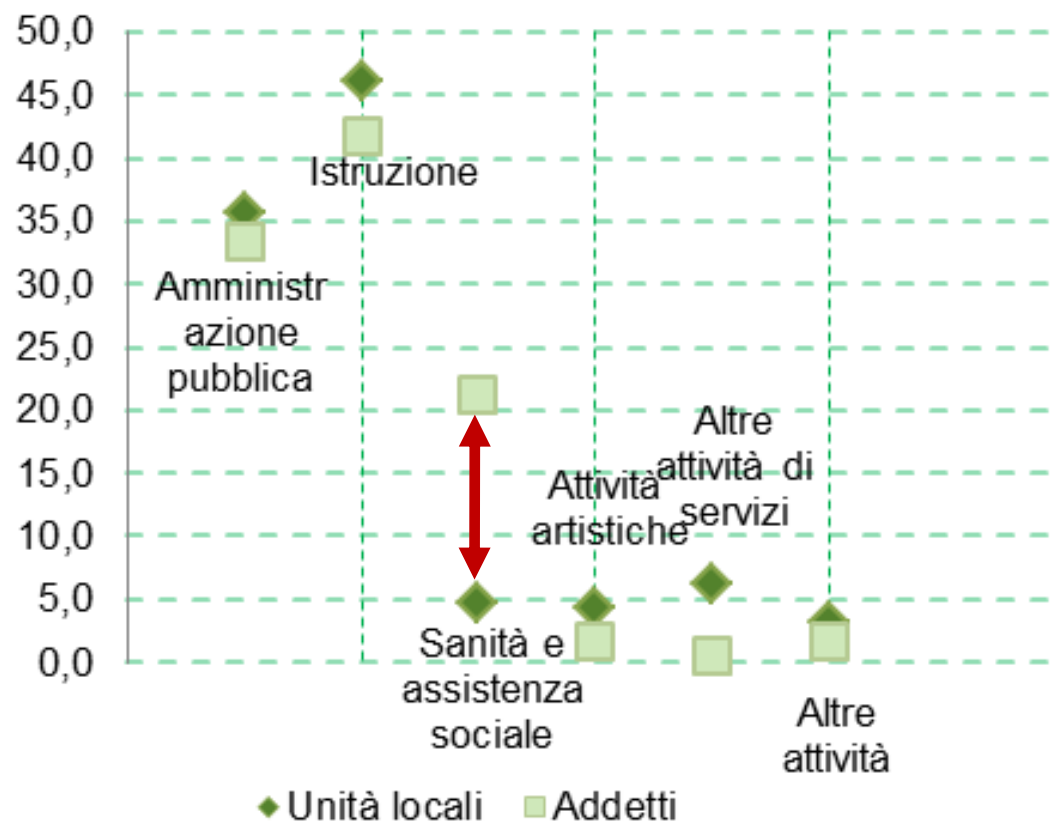 50,0
45,0
40,0
35,0
30,0
25,0
20,0
15,0
10,0
5,0
0,0
Istruzione
Amministr
azione
pubblica
Sanità e
assistenza
sociale
Attività
artistiche
Altre
attività di
servizi
Altre
attività
Unità locali
Addetti